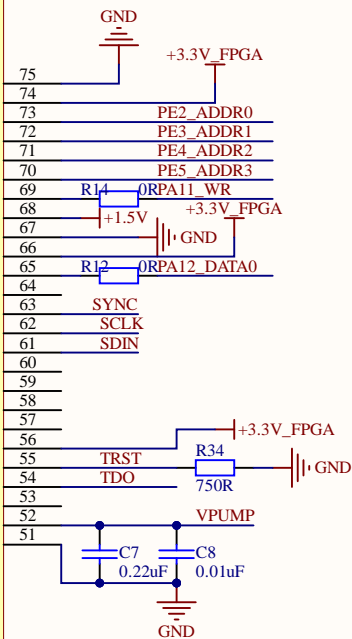 GND
+3.3V_FPGA
75
74
73 PE2_ADDR0
72 PE3_ADDR1
71 PE4_ADDR2
70 PE5_ADDR3
69 R14 0R PA11_WR
68 +1.5V +3.3V_FPGA
67 GND
66
65 R12 0R PA12_DATA0
64
63 SYNC
62 SCLK
61 SDIN
60
59
58
57
56 +3.3V_FPGA
55 TRST R34 GND
54 TDO 750R
53
52 VPUMP
51
C7 C8
0.22uF 0.01uF
GND